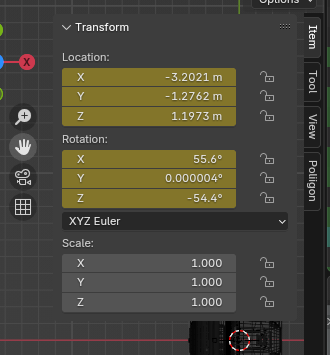 Options
Transform
Item
Tool
View
Poliigon
Location:
X -3.2021 m
Y -1.2762 m
Z 1.1973 m
Rotation:
X 55.6°
Y 0.000004°
Z -54.4°
XYZ Euler
Scale:
X 1.000
Y 1.000
Z 1.000
X